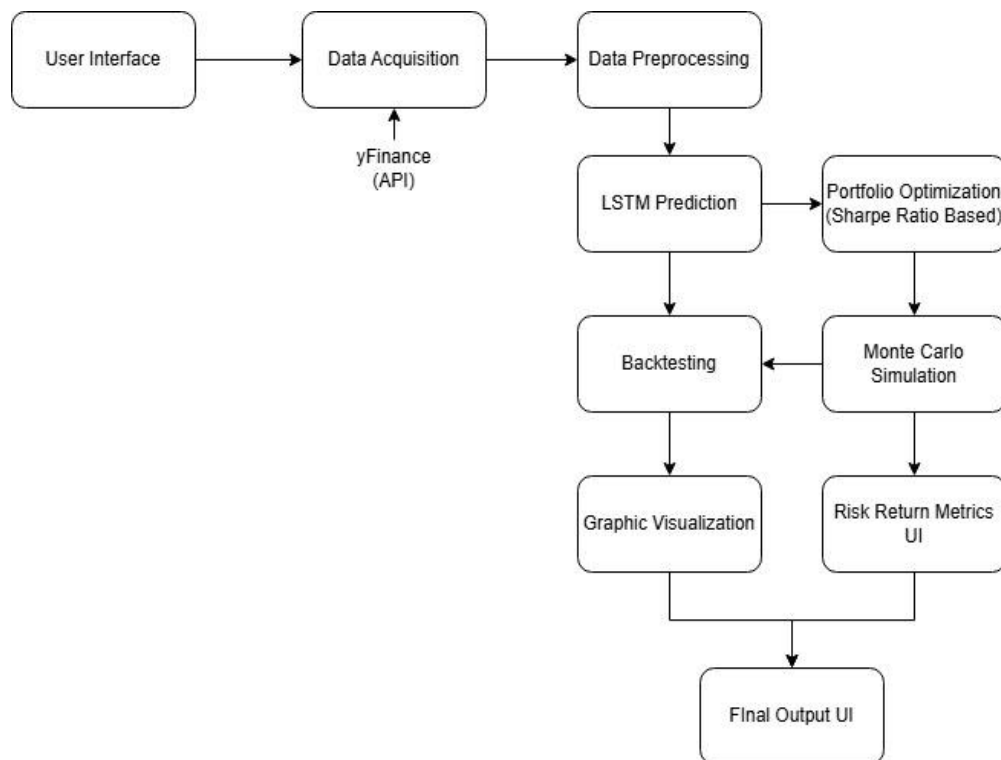 User Interface
Data Acquisition
Data Preprocessing
yFinance
(API)
LSTM Prediction
Portfolio Optimization
(Sharpe Ratio Based)
Backtesting
Monte Carlo
Simulation
Graphic Visualization
Risk Return Metrics
UI
FInal Output UI